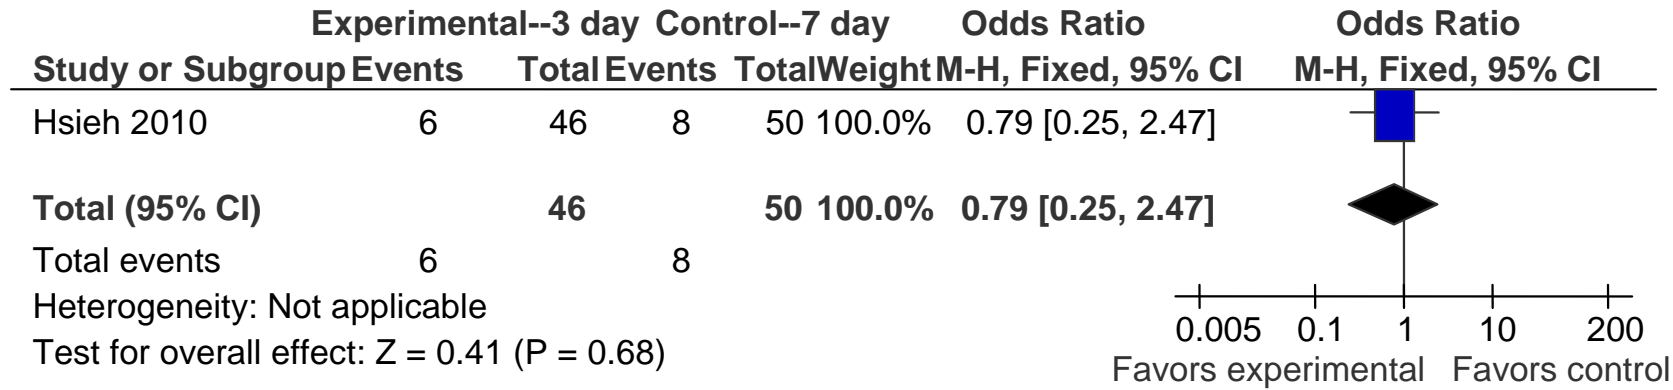 Experimental--3 day Control--7 day Odds Ratio Odds Ratio
Study or Subgroup Events Total Events Total Weight M-H, Fixed, 95% CI M-H, Fixed, 95% CI
Hsieh 2010 6 46 8 50 100.0% 0.79 [0.25, 2.47]
Total (95% CI) 46 50 100.0% 0.79 [0.25, 2.47]
Total events 6 8
Heterogeneity: Not applicable
Test for overall effect: Z = 0.41 (P = 0.68)
0.005 0.1 1 10 200
Favors experimental Favors control